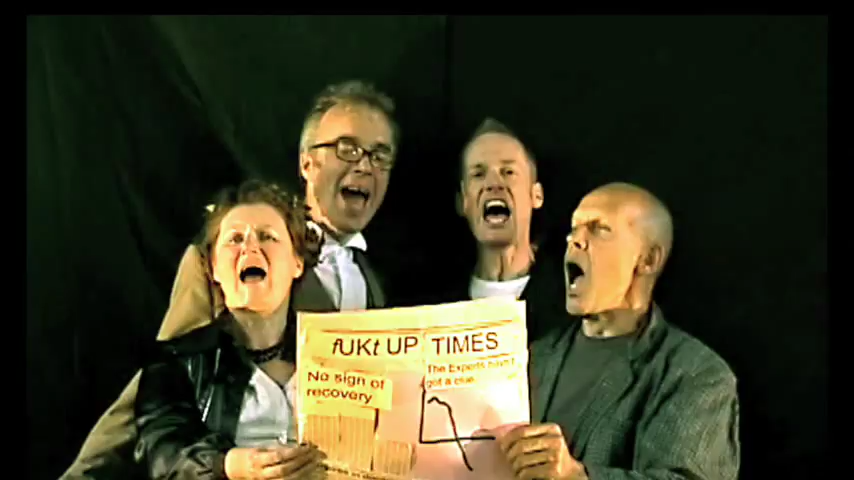 fUKt UP TIMES
No sign of
recovery
The Experts haven't
got a clue